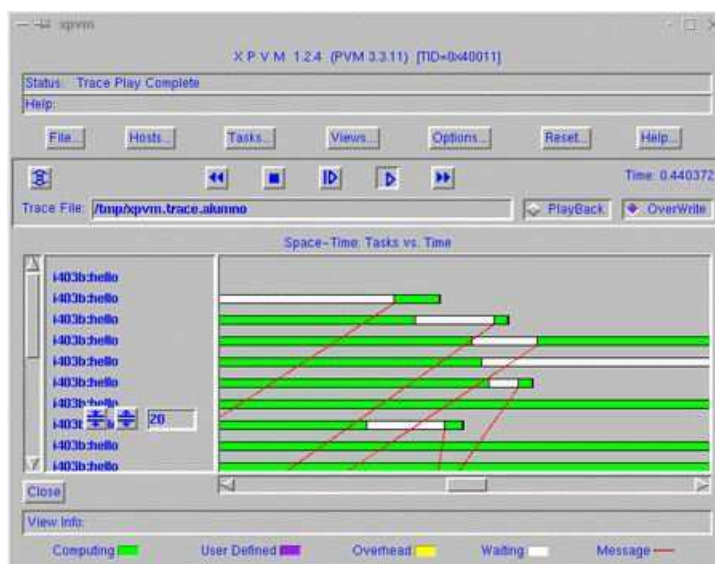 xpvm
X P V M 1.2.4 (PVM 3.3.11) [TID=0x40011]
Status: Trace Play Complete
Help:
File... Hosts... Tasks... Views... Options... Reset... Help...
Time: 0.440372
Trace File: /tmp/xpvm.trace.alumno PlayBack OverWrite
Space-Time: Tasks vs. Time
i403b:hello
i403b:hello
i403b:hello
i403b:hello
i403b:hello
i403b:hello
i403b:hello
20
i403b:hello
i403b:hello
Close
View Info:
Computing User Defined Overhead Waiting Message